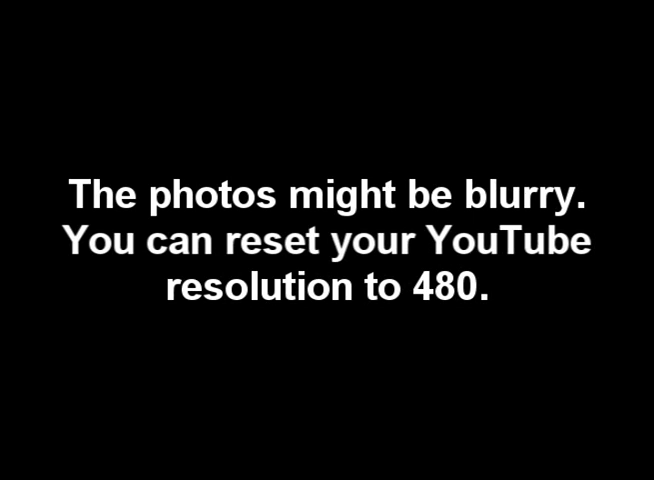 The photos might be blurry.
You can reset your YouTube
resolution to 480.